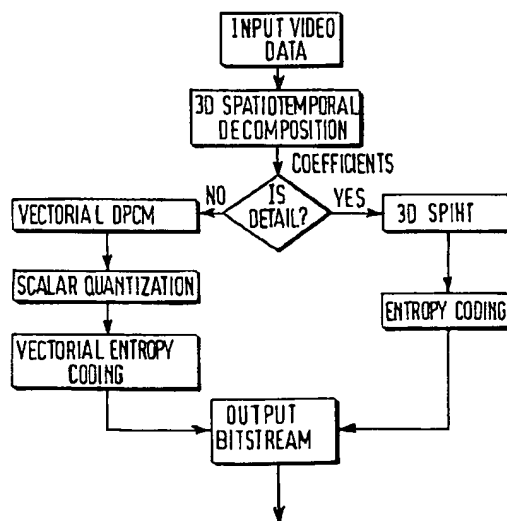 INPUT VIDEO
DATA
3D SPATIOTEMPORAL
DECOMPOSITION
COEFFICIENTS
NO
IS
DETAIL?
YES
VECTORIAL DPCM
3D SPIHT
SCALAR QUANTIZATION
ENTROPY CODING
VECTORIAL ENTROPY
CODING
OUTPUT
BITSTREAM